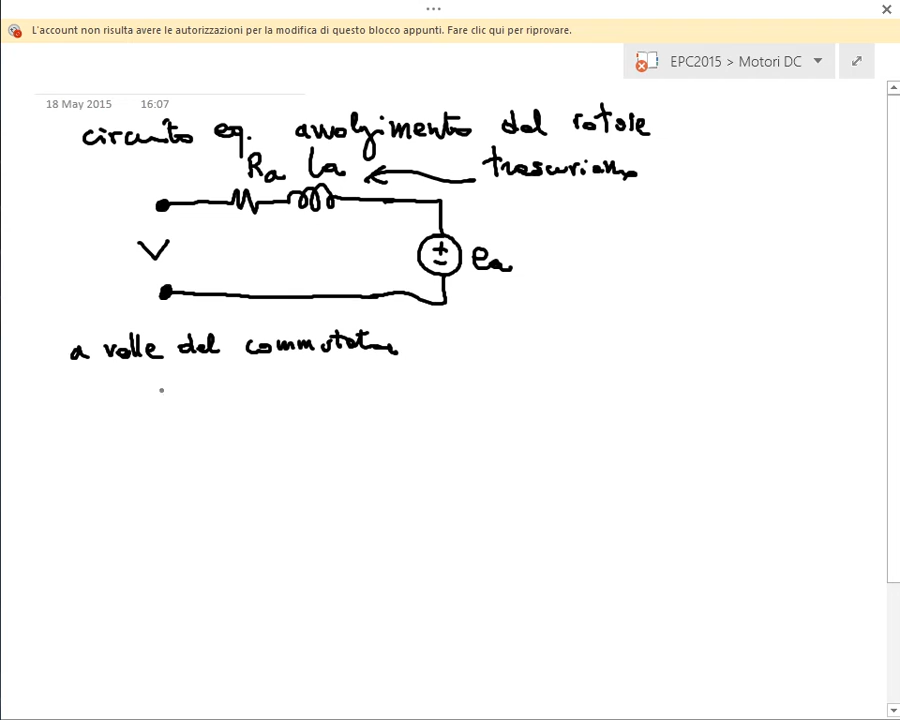 L'account non risulta avere le autorizzazioni per la modifica di questo blocco appunti. Fare clic qui per riprovare.
EPC2015 > Motori DC
18 May 2015 16:07
circuito eq. avvolgimento del rotore
Ra La trascuriamo
V
+
-
ea
a valle del commutatore